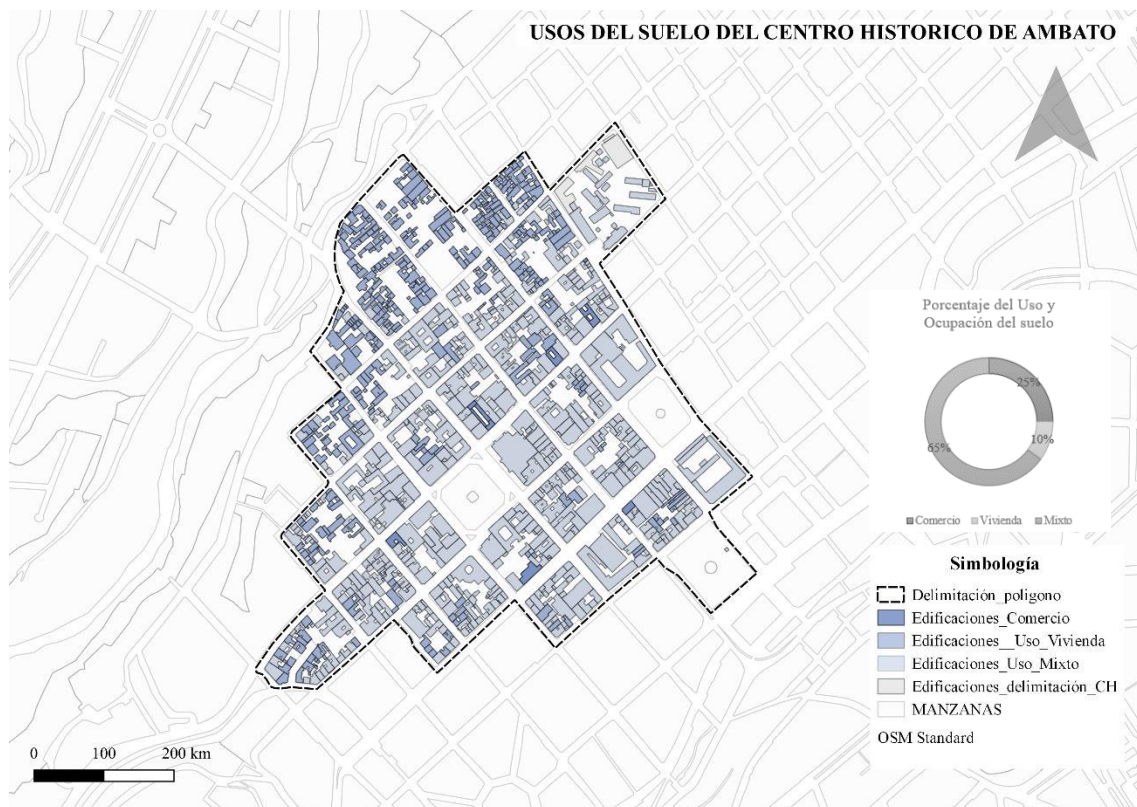 USOS DEL SUELO DEL CENTRO HISTORICO DE AMBATO
Porcentaje del Uso y
Ocupación del suelo
25%
10%
65%
Comercio Vivienda Mixto
Simbología
Delimitación_poligono
Edificaciones_Comercio
Edificaciones__Uso_Vivienda
Edificaciones_Uso_Mixto
Edificaciones_delimitación_CH
MANZANAS
OSM Standard
0 100 200 km